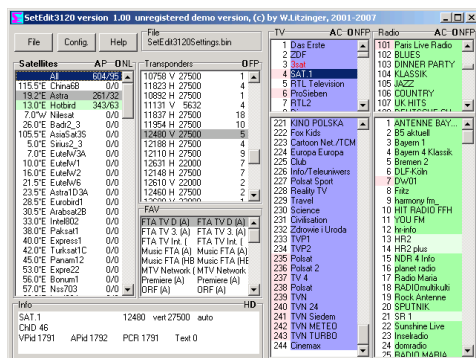 SetEdit3120 version 1.00 unregistered demo version, (c) by W.Litzinger, 2001-2007
File Config. Help
File
SetEdit3120Settings.bin
Satellites AP ONL
All 604/95
115.5°E China6B 0/0
19.2°E Astra 261/32
13.0°E Hotbird 343/63
7.0°W Nilesat 0/0
26.0°E Badr2_3 0/0
105.5°E AsiaSat3S 0/0
5.0°E Sirius2_3 0/0
7.0°E EutelW3A 0/0
10.0°E EutelW1 0/0
16.0°E EutelW2 0/0
21.5°E EutelW6 0/0
23.5°E Astra1D3A 0/0
28.5°E Eurobird1 0/0
30.5°E Arabsat2B 0/0
33.0°E Intel802 0/0
38.0°E Paksat1 0/0
40.0°E Express1 0/0
42.0°E Turksat1C 0/0
45.0°E Panam12 0/0
53.0°E Expre22 0/0
56.0°E Bonum1 0/0
57.0°E Nss703 0/0
Transponders OFP
10758 V 27500 1
11823 H 27500 4
10892 H 27500 1
11131 V 5632 4
11837 H 27500 18
11954 H 27500 10
12480 V 27500 5
12188 H 27500 4
12110 H 27500 9
12631 H 27500 7
12148 H 27500 1
12610 V 22000 2
12460 H 27500 2
FAV
FTA TV D (A) FTA TV D (A)
FTA TV 3. (A) FTA TV 3. (A)
FTA TV Int. ( FTA TV Int. (
Music FTA (A) Music FTA (A)
Music FTA (HE Music FTA (HE
MTV Network ( MTV Network (
Premiere (A) Premiere (A)
ORF (A) ORF (A)
Info HD
SAT.1 12480 vert 27500 auto
ChID 46
VPid 1791 APid 1792 PCR 1791 Text 0
TV AC ONFP
1 Das Erste
2 ZDF
3 3sat
4 SAT.1
5 RTL Television
6 ProSieben
7 RTL2
221 KINO POLSKA
222 Fox Kids
223 Cartoon Net./TCM
224 Europa Europa
225 Club
226 Info/Teleunivers
227 Polsat Sport
228 Reality TV
229 Travel
230 Science
231 Civilisation
232 Zdrowie i Uroda
233 TVP1
234 TVP2
235 Polsat
236 Polsat 2
237 TV 4
238 Polsat
239 TVN
240 TVN 24
241 TVN Siedem
242 TVN METEO
243 TVN TURBO
244 Cinemax
Radio AC ONFP
101 Paris Live Radio
102 BLUES
103 DINNER PARTY
104 KLASSIK
105 JAZZ
106 COUNTRY
107 UK HITS
1 ANTENNE BAY...
2 B5 aktuell
3 Bayern 1
4 Bayern 4 Klassik
5 Bremen 2
6 DLF-Köln
7 DW01
8 Fritz
9 harmony fm_
10 HIT RADIO FFH
11 YOU FM
12 hr-info
13 HR2
14 HR2 plus
15 NDR 4 Info
16 planet radio
17 Radio Maria
18 RADIOmultikulti
19 Rock Antenne
20 SPUTNIK
21 SR 1
22 Sunshine Live
23 Inselradio
24 domradio
25 RADIO MARIA